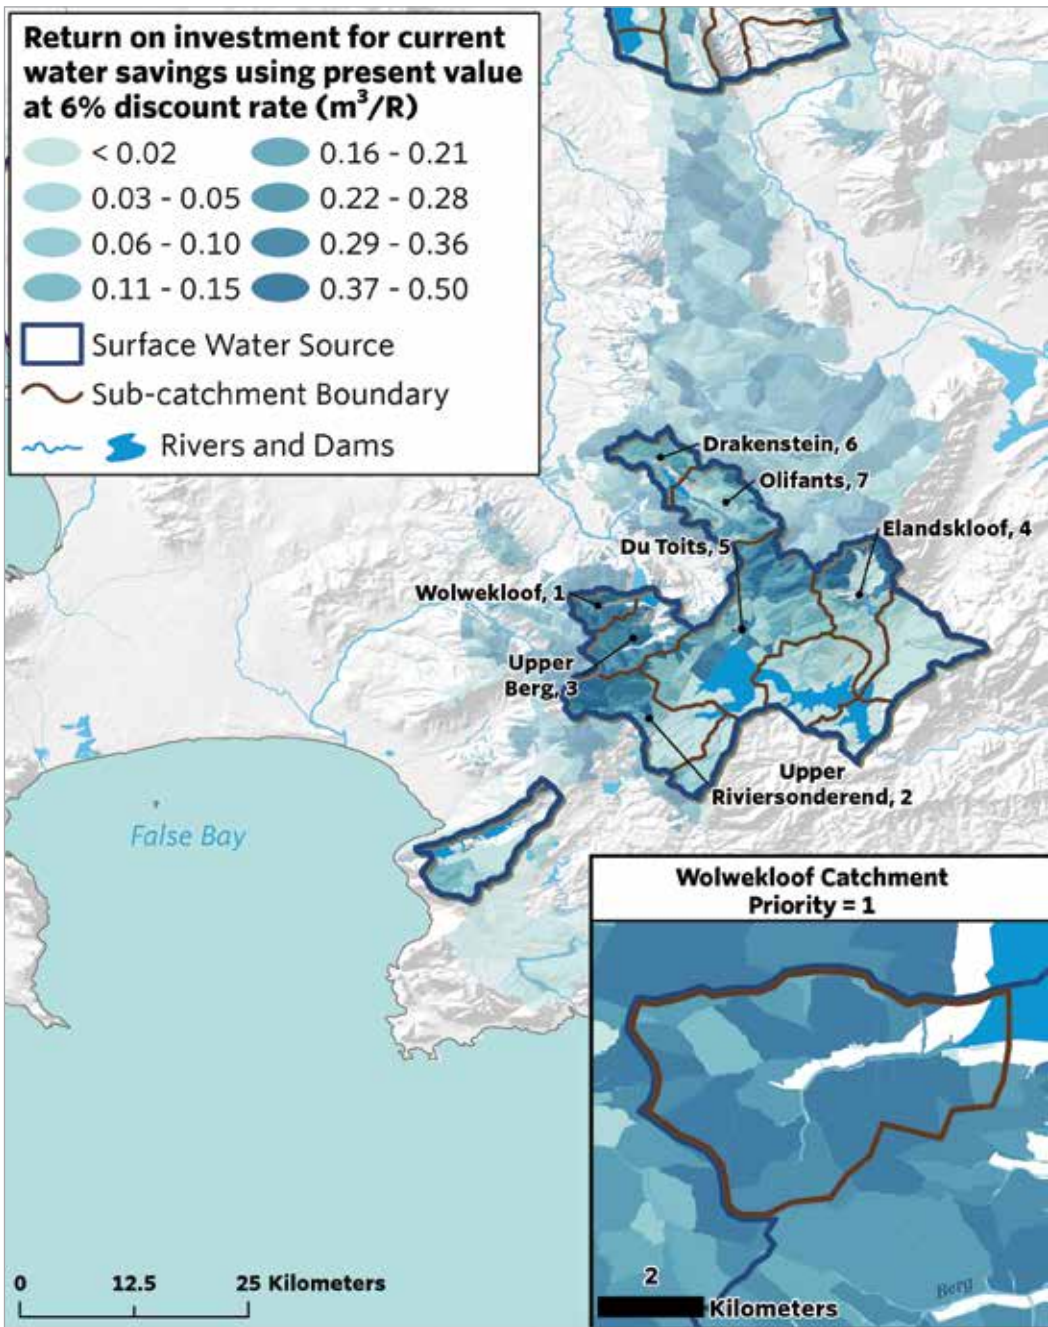 Return on investment for current
water savings using present value
at 6% discount rate (m³/R)
< 0.02
0.03 - 0.05
0.06 - 0.10
0.11 - 0.15
0.16 - 0.21
0.22 - 0.28
0.29 - 0.36
0.37 - 0.50
Surface Water Source
Sub-catchment Boundary
Rivers and Dams
Drakenstein, 6
Olifants, 7
Elandskloof, 4
Du Toits, 5
Wolwekloof, 1
Upper
Berg, 3
Upper
Riviersonderend, 2
False Bay
Wolwekloof Catchment
Priority = 1
Berg
2
Kilometers
0 12.5 25 Kilometers